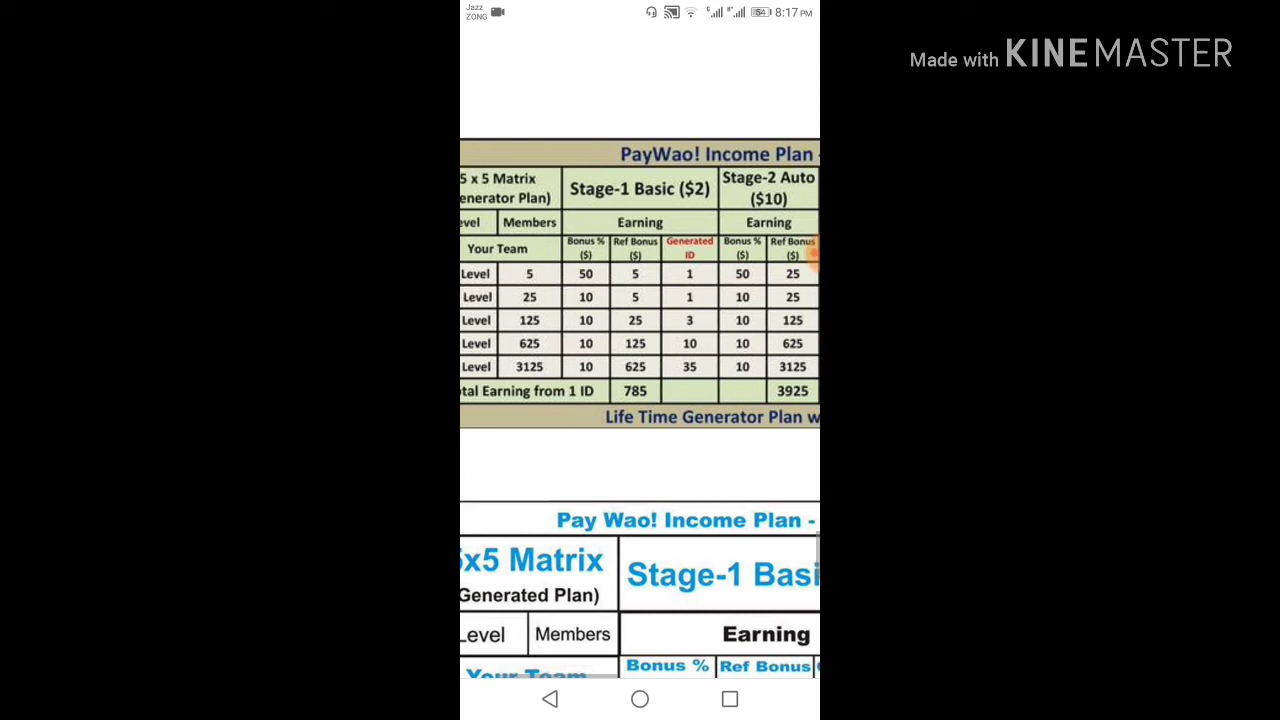 Jazz
ZONG
54 8:17 PM
Made with KINEMASTER
PayWao! Income Plan -
5 x 5 Matrix
enerator Plan)
Stage-1 Basic ($2)
Stage-2 Auto
($10)
evel Members Earning Earning
Your Team
Bonus % ($) Ref Bonus ($) Generated ID Bonus % ($) Ref Bonus ($)
Level 5 50 5 1 50 25
Level 25 10 5 1 10 25
Level 125 10 25 3 10 125
Level 625 10 125 10 10 625
Level 3125 10 625 35 10 3125
tal Earning from 1 ID 785 3925
Life Time Generator Plan w
Pay Wao! Income Plan -
5x5 Matrix
Generated Plan)
Stage-1 Basi
Level Members Earning
Your Team
Bonus % Ref Bonus